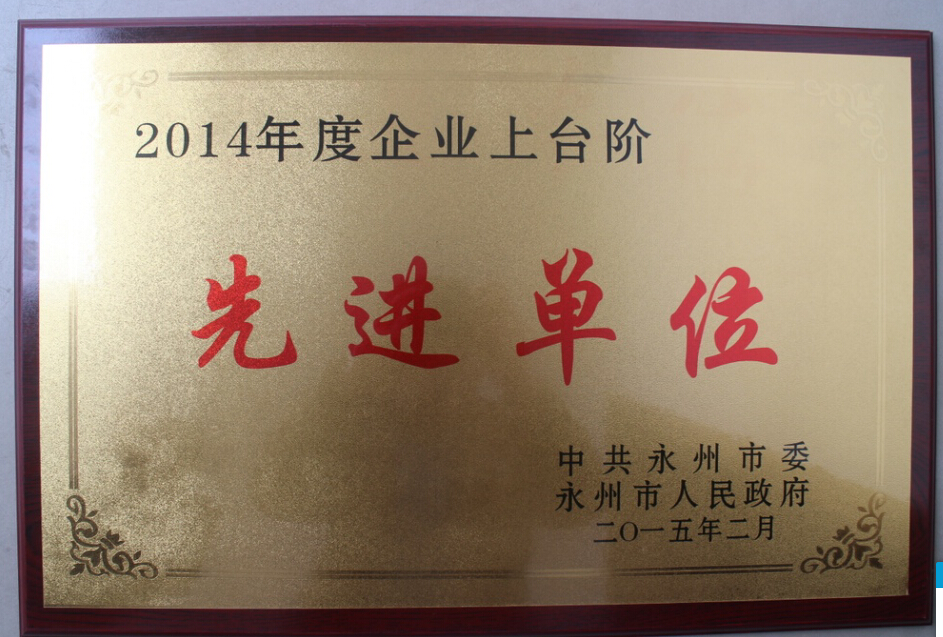 2014年度企业上台阶
先进单位
中共永州市委
永州市人民政府
二〇一五年二月